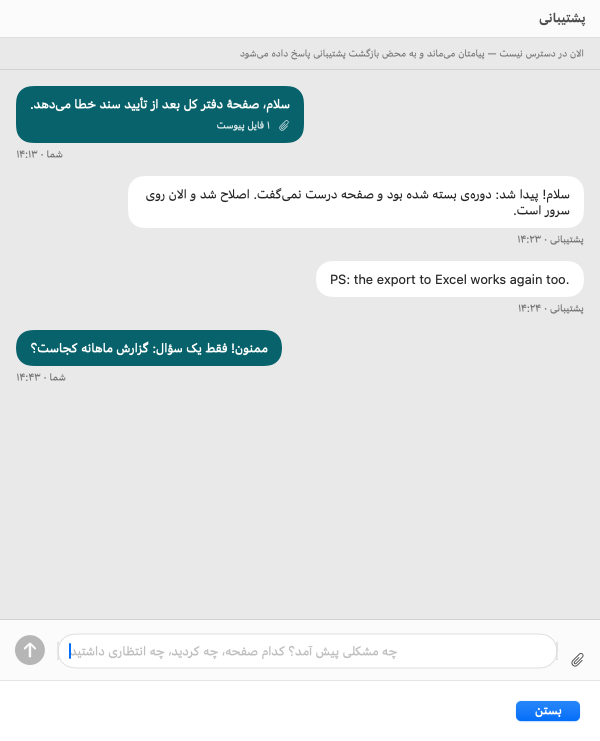 پشتیبانی
الان در دسترس نیست — پیامتان می‌ماند و به محض بازگشت پشتیبانی پاسخ داده می‌شود
سلام، صفحهٔ دفتر کل بعد از تأیید سند خطا می‌دهد.
۱ فایل پیوست
شما · ۱۴:۱۳
سلام! پیدا شد: دوره‌ی بسته شده بود و صفحه درست نمی‌گفت. اصلاح شد و الان روی
سرور است.
پشتیبانی · ۱۴:۲۳
PS: the export to Excel works again too.
پشتیبانی · ۱۴:۲۴
ممنون! فقط یک سؤال: گزارش ماهانه کجاست؟
شما · ۱۴:۴۳
چه مشکلی پیش آمد؟ کدام صفحه، چه کردید، چه انتظاری داشتید
بستن